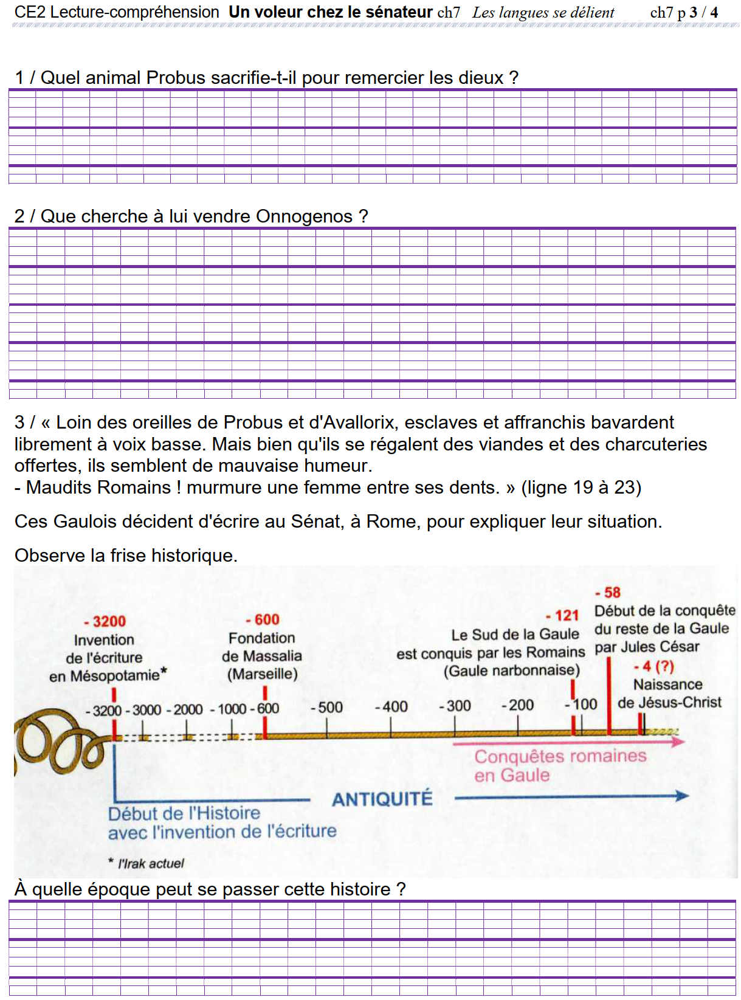 CE2 Lecture-compréhension Un voleur chez le sénateur ch7 Les langues se délient ch7 p 3 / 4
1 / Quel animal Probus sacrifie-t-il pour remercier les dieux ?
2 / Que cherche à lui vendre Onnogenos ?
3 / « Loin des oreilles de Probus et d'Avallorix, esclaves et affranchis bavardent
librement à voix basse. Mais bien qu'ils se régalent des viandes et des charcuteries
offertes, ils semblent de mauvaise humeur.
- Maudits Romains ! murmure une femme entre ses dents. » (ligne 19 à 23)
Ces Gaulois décident d'écrire au Sénat, à Rome, pour expliquer leur situation.
Observe la frise historique.
- 3200
Invention
de l'écriture
en Mésopotamie*
- 600
Fondation
de Massalia
(Marseille)
- 121
Le Sud de la Gaule
est conquis par les Romains
(Gaule narbonnaise)
- 58
Début de la conquête
du reste de la Gaule
par Jules César
- 4 (?)
Naissance
de Jésus-Christ
- 3200 - 3000 - 2000 - 1000 - 600 - 500 - 400 - 300 - 200 - 100
Conquêtes romaines
en Gaule
ANTIQUITÉ
Début de l'Histoire
avec l'invention de l'écriture
* l'Irak actuel
À quelle époque peut se passer cette histoire ?